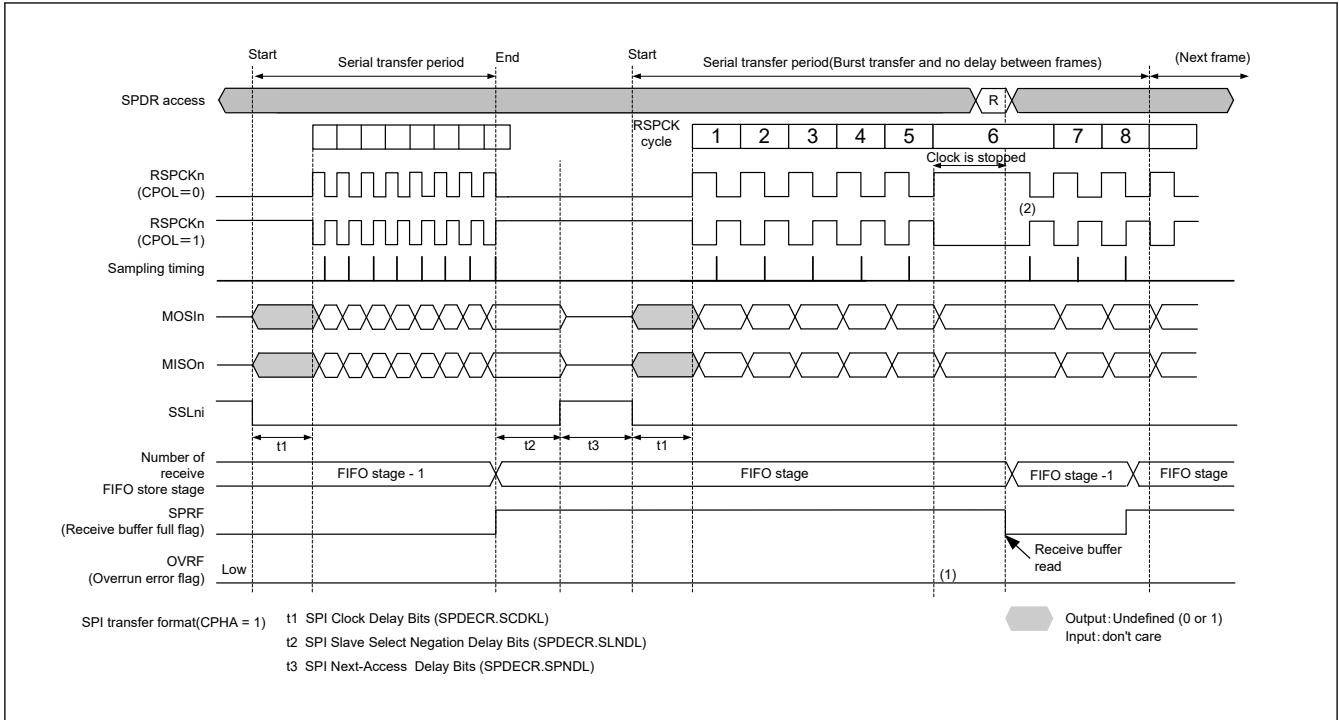 Start
Serial transfer period
End
Start
Serial transfer period(Burst transfer and no delay between frames)
(Next frame)
SPDR access
R
RSPCK
cycle
1 2 3 4 5 6 7 8
Clock is stopped
RSPCKn
(CPOL=0)
(2)
RSPCKn
(CPOL=1)
Sampling timing
MOSIn
MISOn
SSLni
t1 t2 t3 t1
Number of
receive
FIFO store stage
FIFO stage - 1
FIFO stage
FIFO stage -1
FIFO stage
SPRF
(Receive buffer full flag)
Receive buffer
read
OVRF
(Overrun error flag)
Low
(1)
SPI transfer format(CPHA = 1)
t1 SPI Clock Delay Bits (SPDECR.SCDKL)
t2 SPI Slave Select Negation Delay Bits (SPDECR.SLNDL)
t3 SPI Next-Access Delay Bits (SPDECR.SPNDL)
Output:Undefined (0 or 1)
Input:don't care